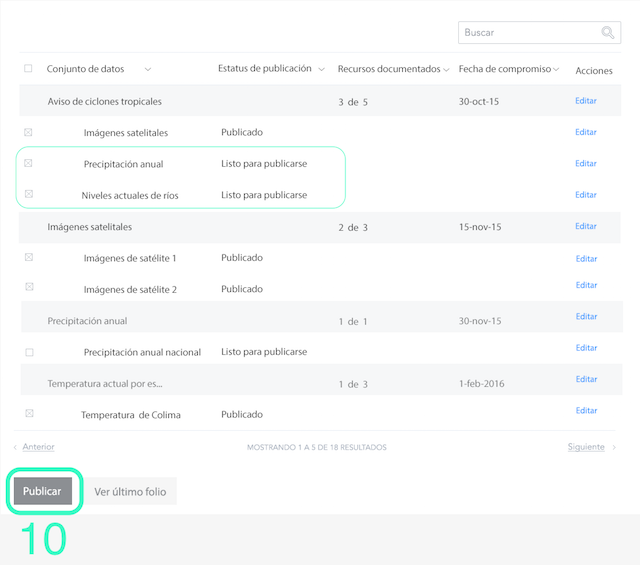 Buscar
Conjunto de datos Estatus de publicación Recursos documentados Fecha de compromiso Acciones
Aviso de ciclones tropicales 3 de 5 30-oct-15 Editar
Imágenes satelitales Publicado Editar
Precipitación anual Listo para publicarse Editar
Niveles actuales de ríos Listo para publicarse Editar
Imágenes satelitales 2 de 3 15-nov-15 Editar
Imágenes de satélite 1 Publicado Editar
Imágenes de satélite 2 Publicado Editar
Precipitación anual 1 de 1 30-nov-15 Editar
Precipitación anual nacional Listo para publicarse Editar
Temperatura actual por es... 1 de 3 1-feb-2016 Editar
Temperatura de Colima Publicado Editar
Anterior MOSTRANDO 1 A 5 DE 18 RESULTADOS Siguiente
Publicar Ver último folio
10